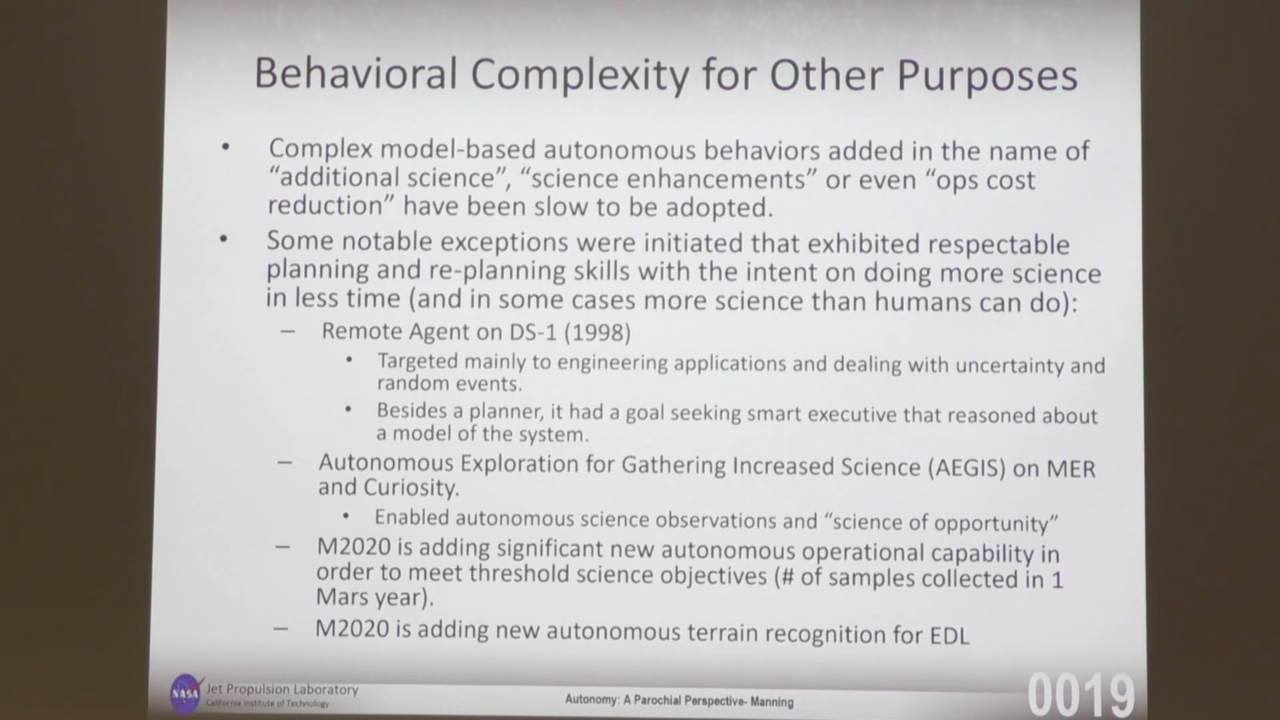 Behavioral Complexity for Other Purposes
• Complex model-based autonomous behaviors added in the name of
“additional science”, “science enhancements” or even “ops cost
reduction” have been slow to be adopted.
• Some notable exceptions were initiated that exhibited respectable
planning and re-planning skills with the intent on doing more science
in less time (and in some cases more science than humans can do):
– Remote Agent on DS-1 (1998)
• Targeted mainly to engineering applications and dealing with uncertainty and
random events.
• Besides a planner, it had a goal seeking smart executive that reasoned about
a model of the system.
– Autonomous Exploration for Gathering Increased Science (AEGIS) on MER
and Curiosity.
• Enabled autonomous science observations and “science of opportunity”
– M2020 is adding significant new autonomous operational capability in
order to meet threshold science objectives (# of samples collected in 1
Mars year).
– M2020 is adding new autonomous terrain recognition for EDL
NASA
Jet Propulsion Laboratory
California Institute of Technology
Autonomy: A Parochial Perspective- Manning
0019